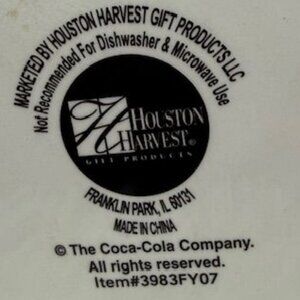 MARKETED BY HOUSTON HARVEST GIFT PRODUCTS LLC
Not Recommended For Dishwasher & Microwave Use
H
HOUSTON
HARVEST®
GIFT PRODUCTS
FRANKLIN PARK, IL 60131
MADE IN CHINA
© The Coca-Cola Company.
All rights reserved.
Item#3983FY07